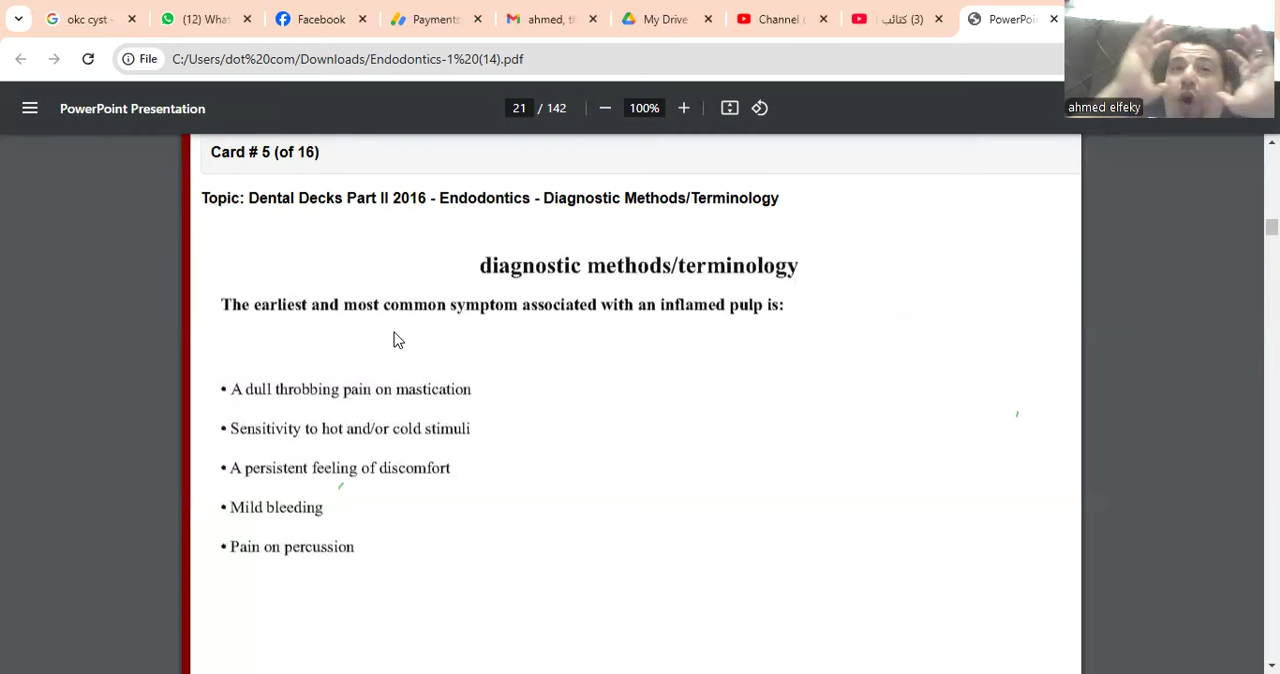 okc cyst -
(12) Wha
Facebook
Payments
ahmed, th
My Drive
Channel
(3) كتائب
PowerPoi
File
C:/Users/dot%20com/Downloads/Endodontics-1%20(14).pdf
PowerPoint Presentation
21 / 142
100%
ahmed elfeky
Card # 5 (of 16)
Topic: Dental Decks Part II 2016 - Endodontics - Diagnostic Methods/Terminology
diagnostic methods/terminology
The earliest and most common symptom associated with an inflamed pulp is:
• A dull throbbing pain on mastication
• Sensitivity to hot and/or cold stimuli
• A persistent feeling of discomfort
• Mild bleeding
• Pain on percussion